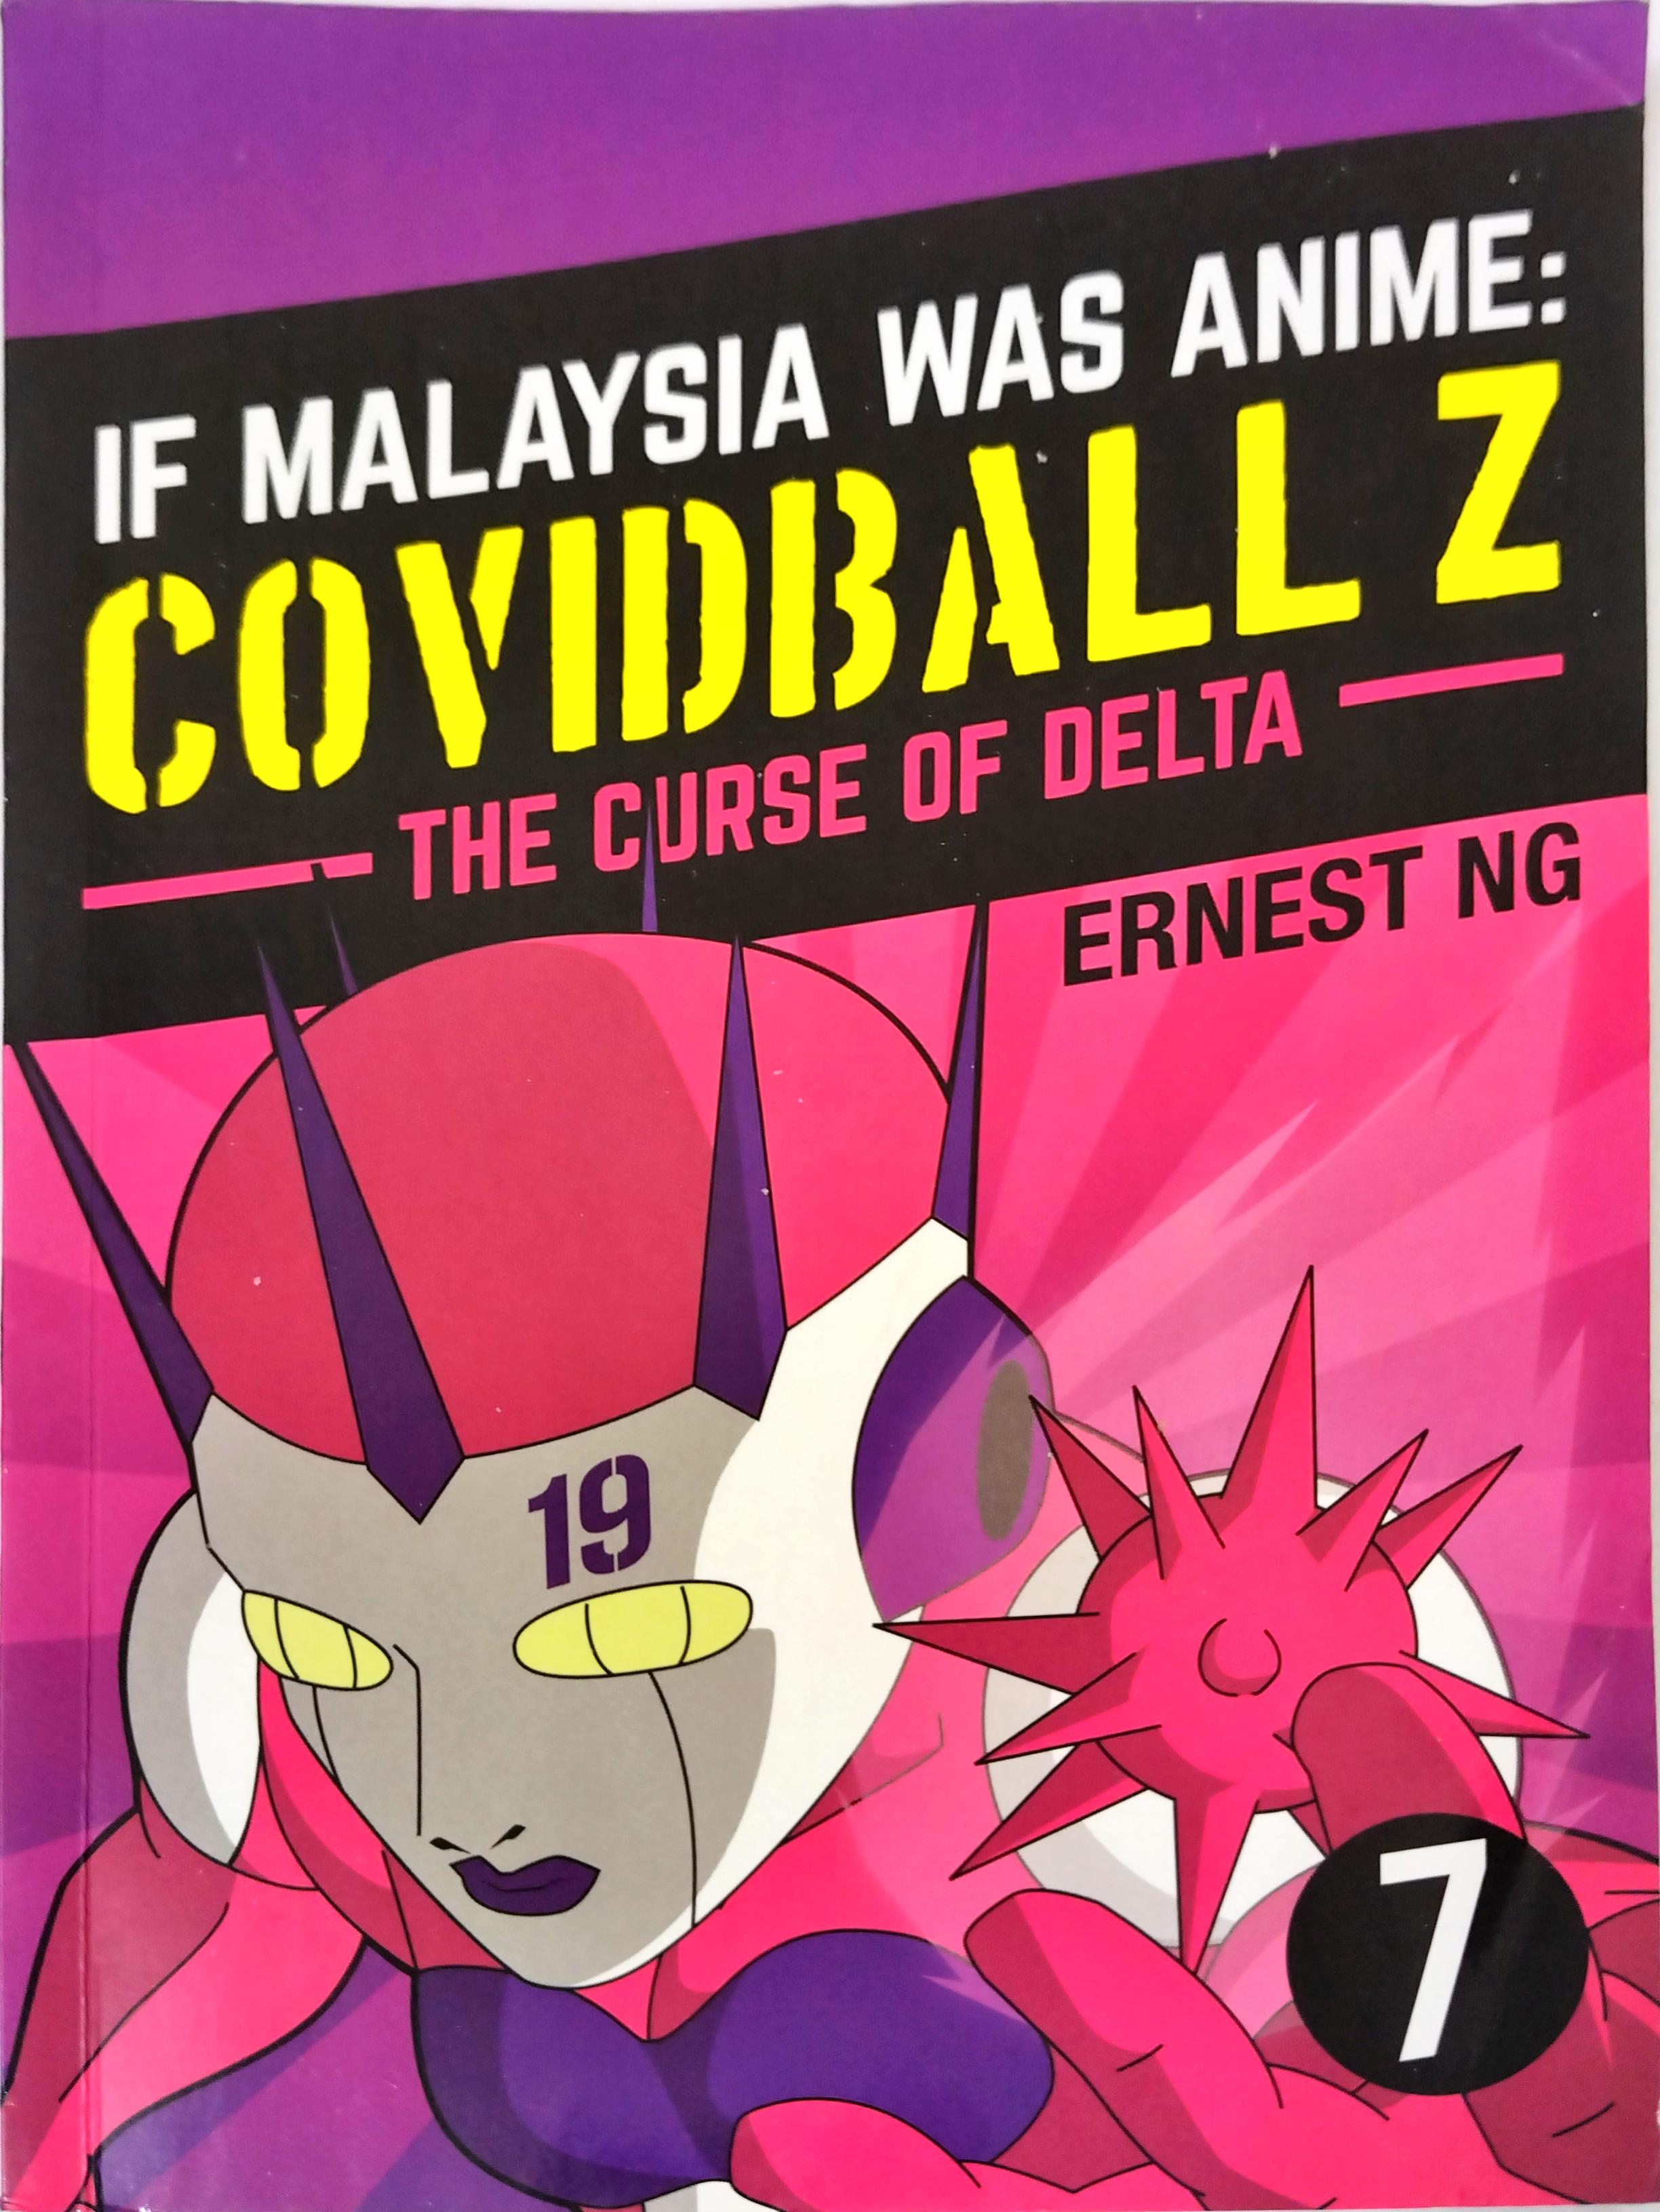 IF MALAYSIA WAS ANIME:
COVIDBALL Z
THE CURSE OF DELTA
ERNEST NG
19
7